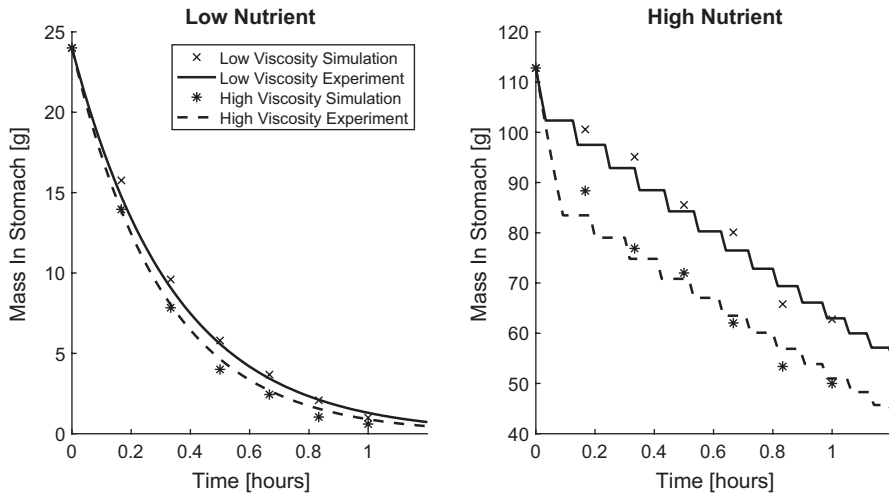 Low Nutrient
25
20
15
10
5
0
Mass In Stomach [g]
Low Viscosity Simulation
Low Viscosity Experiment
High Viscosity Simulation
High Viscosity Experiment
0 0.2 0.4 0.6 0.8 1
Time [hours]
High Nutrient
120
110
100
90
80
70
60
50
40
Mass In Stomach [g]
0 0.2 0.4 0.6 0.8 1
Time [hours]